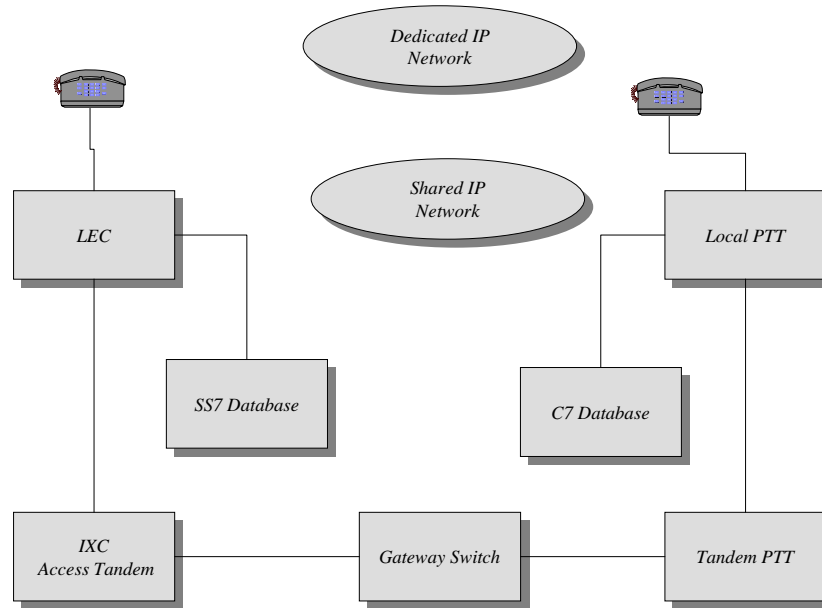 Dedicated IP
Network
Shared IP
Network
LEC
Local PTT
SS7 Database
C7 Database
IXC
Access Tandem
Gateway Switch
Tandem PTT